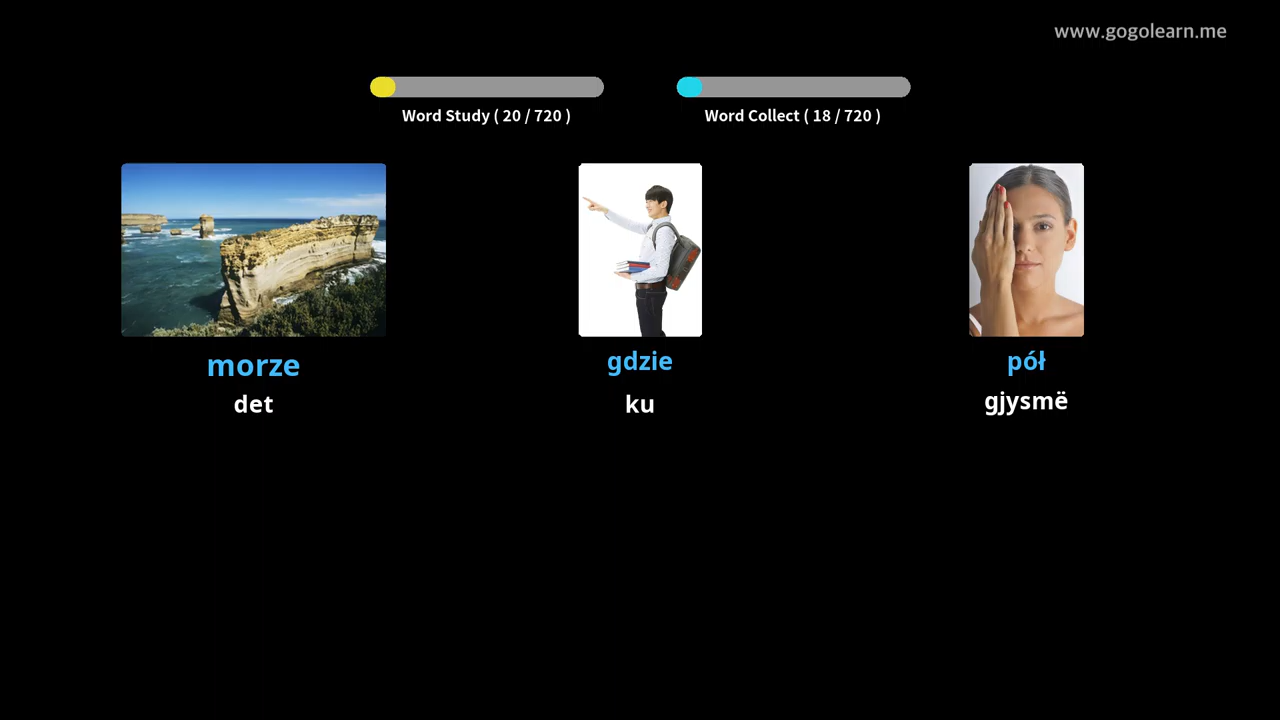 www.gogolearn.me
Word Study ( 20 / 720 )
Word Collect ( 18 / 720 )
morze
gdzie
pół
det
ku
gjysmë